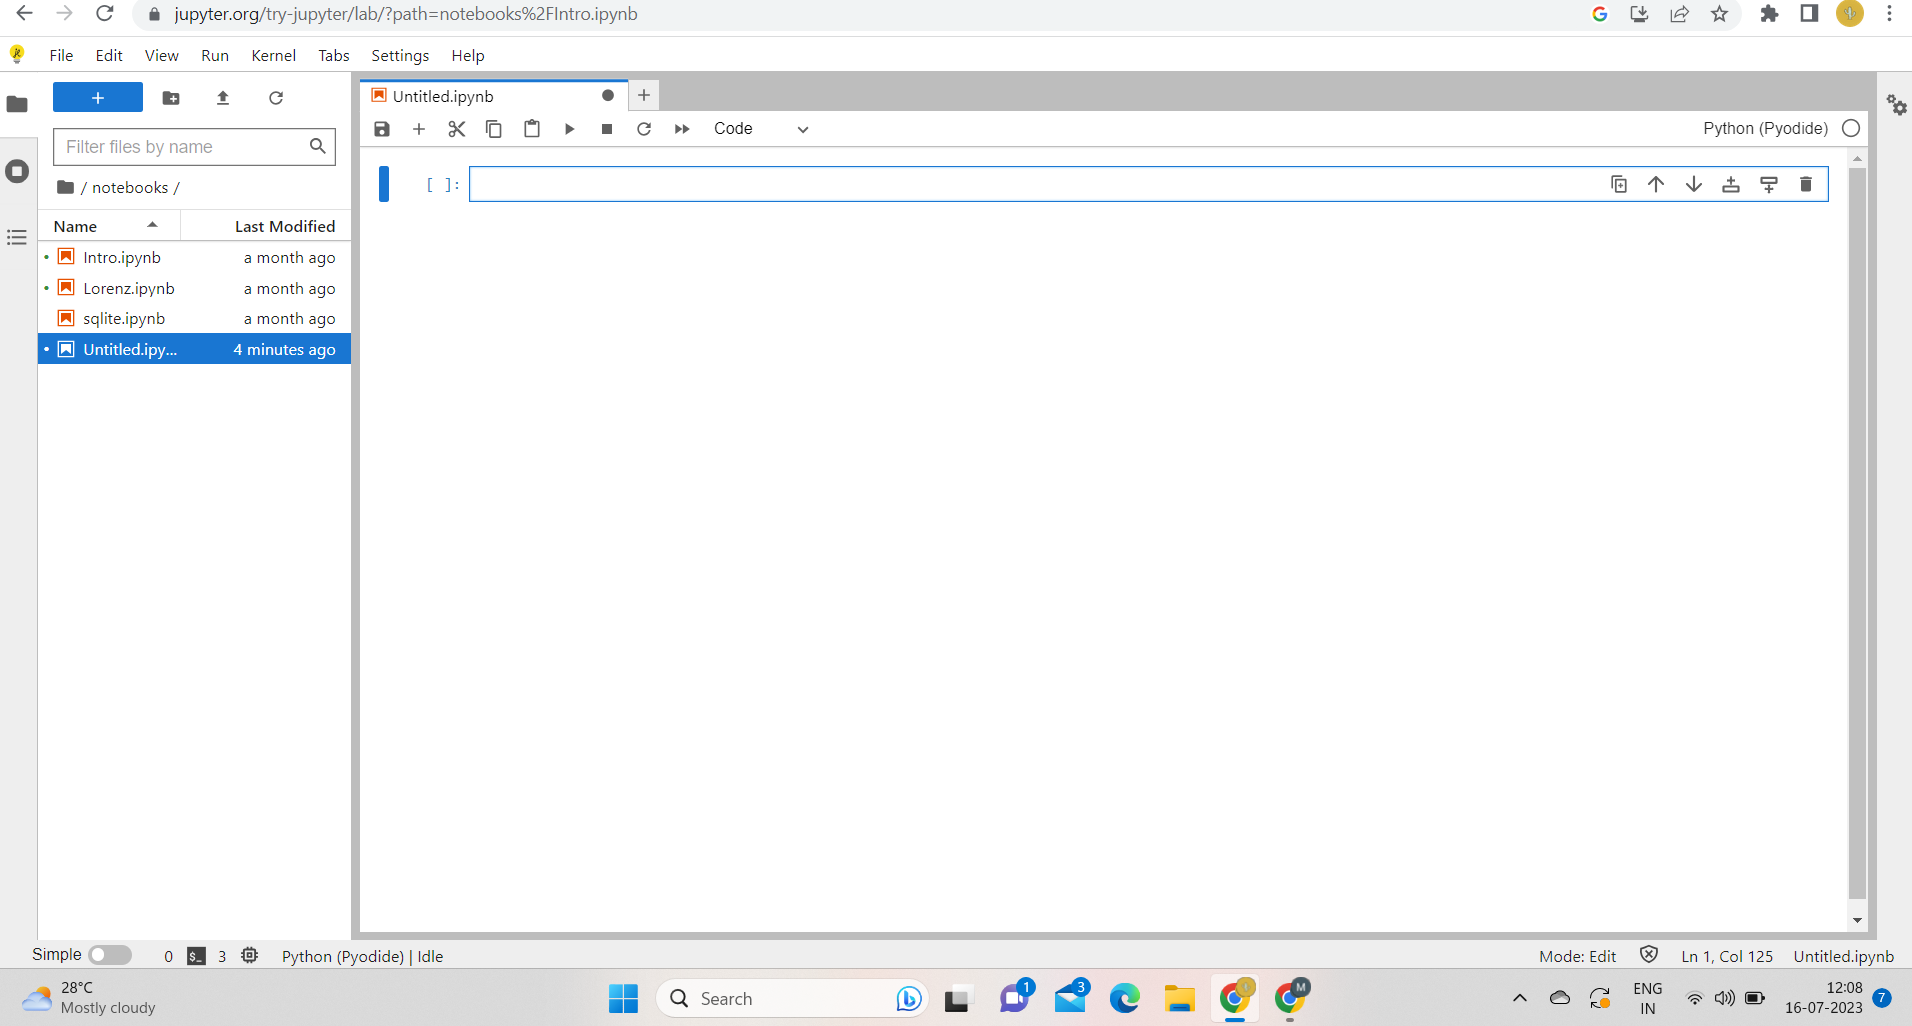 jupyter.org/try-jupyter/lab/?path=notebooks%2FIntro.ipynb
File Edit View Run Kernel Tabs Settings Help
Untitled.ipynb
Code
Python (Pyodide)
Filter files by name
/ notebooks /
Name Last Modified
Intro.ipynb a month ago
Lorenz.ipynb a month ago
sqlite.ipynb a month ago
Untitled.ipy... 4 minutes ago
[ ]:
Simple 0 $_ 3 Python (Pyodide) | Idle
Mode: Edit Ln 1, Col 125 Untitled.ipynb
28°C
Mostly cloudy
Search
1
3
M
ENG
IN
12:08
16-07-2023
7